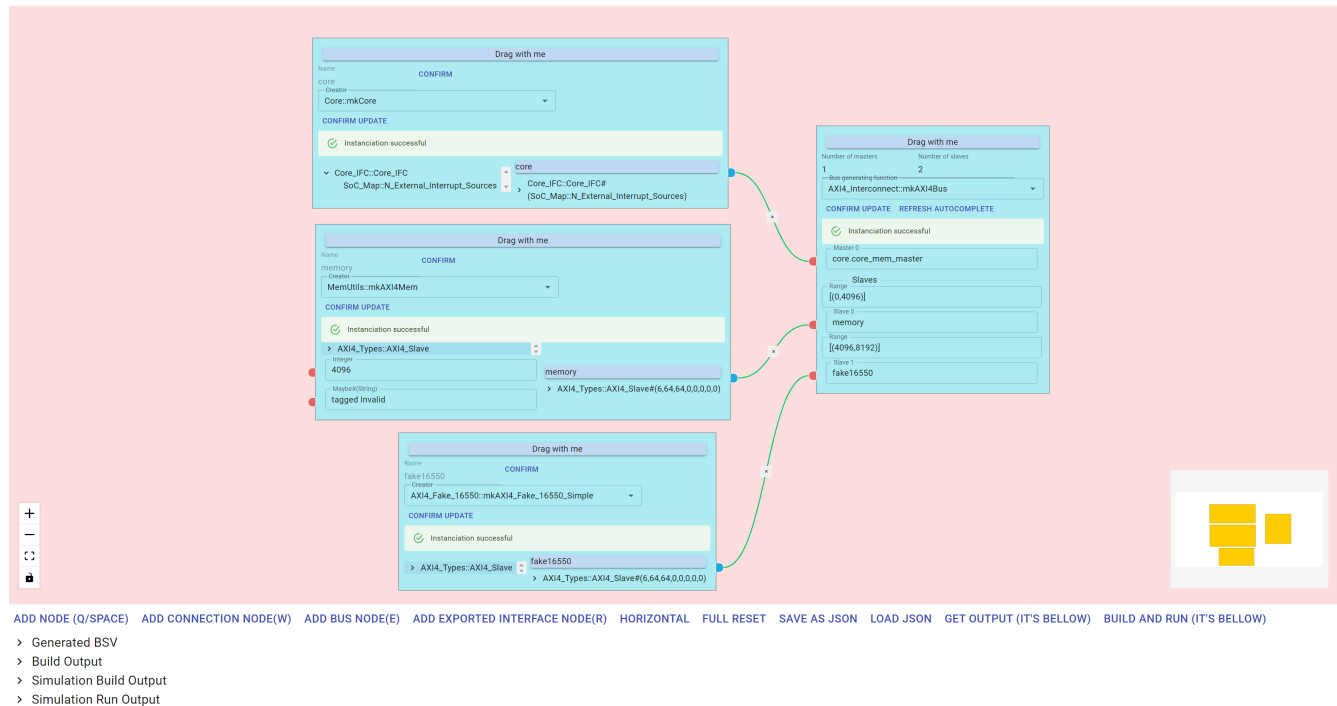 Drag with me
Name
CONFIRM
core
Creator
Core::mkCore
CONFIRM UPDATE
Instanciation successful
Core_IFC::Core_IFC
SoC_Map::N_External_Interrupt_Sources
core
Core_IFC::Core_IFC#
(SoC_Map::N_External_Interrupt_Sources)
Drag with me
Name
CONFIRM
memory
Creator
MemUtils::mkAXI4Mem
CONFIRM UPDATE
Instanciation successful
AXI4_Types::AXI4_Slave
Integer
4096
Maybe#(String)
tagged Invalid
memory
AXI4_Types::AXI4_Slave#(6,64,64,0,0,0,0,0)
Drag with me
Name
CONFIRM
fake16550
Creator
AXI4_Fake_16550::mkAXI4_Fake_16550_Simple
CONFIRM UPDATE
Instanciation successful
AXI4_Types::AXI4_Slave
fake16550
AXI4_Types::AXI4_Slave#(6,64,64,0,0,0,0,0)
Drag with me
Number of masters Number of slaves
1 2
Bus generating function
AXI4_Interconnect::mkAXI4Bus
CONFIRM UPDATE REFRESH AUTOCOMPLETE
Instanciation successful
Master 0
core.core_mem_master
Slaves
Range
[(0,4096)]
Slave 0
memory
Range
[(4096,8192)]
Slave 1
fake16550
ADD NODE (Q/SPACE) ADD CONNECTION NODE(W) ADD BUS NODE(E) ADD EXPORTED INTERFACE NODE(R) HORIZONTAL FULL RESET SAVE AS JSON LOAD JSON GET OUTPUT (IT'S BELLOW) BUILD AND RUN (IT'S BELLOW)
Generated BSV
Build Output
Simulation Build Output
Simulation Run Output